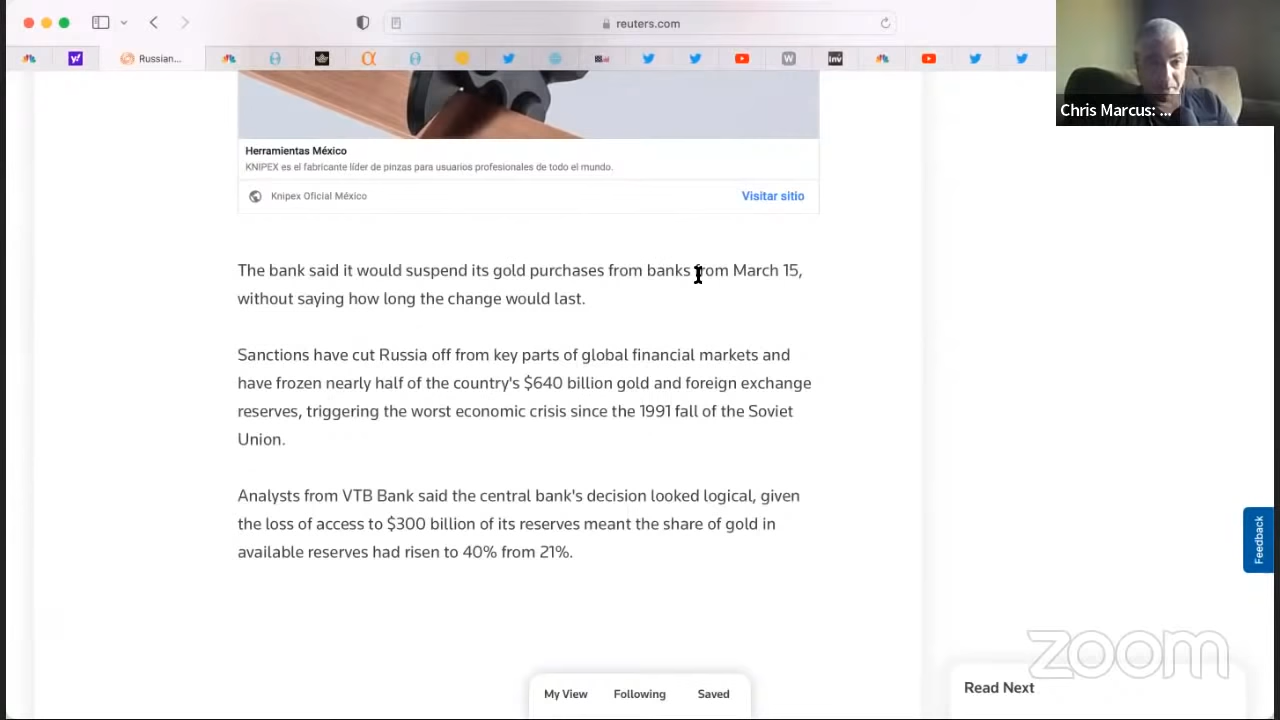 reuters.com
y!
Russian...
α
W
inv
Chris Marcus: ...
Herramientas México
KNIPEX es el fabricante líder de pinzas para usuarios profesionales de todo el mundo.
Knipex Oficial México
Visitar sitio
The bank said it would suspend its gold purchases from banks from March 15,
without saying how long the change would last.
Sanctions have cut Russia off from key parts of global financial markets and
have frozen nearly half of the country's $640 billion gold and foreign exchange
reserves, triggering the worst economic crisis since the 1991 fall of the Soviet
Union.
Analysts from VTB Bank said the central bank's decision looked logical, given
the loss of access to $300 billion of its reserves meant the share of gold in
available reserves had risen to 40% from 21%.
Feedback
zoom
My View
Following
Saved
Read Next